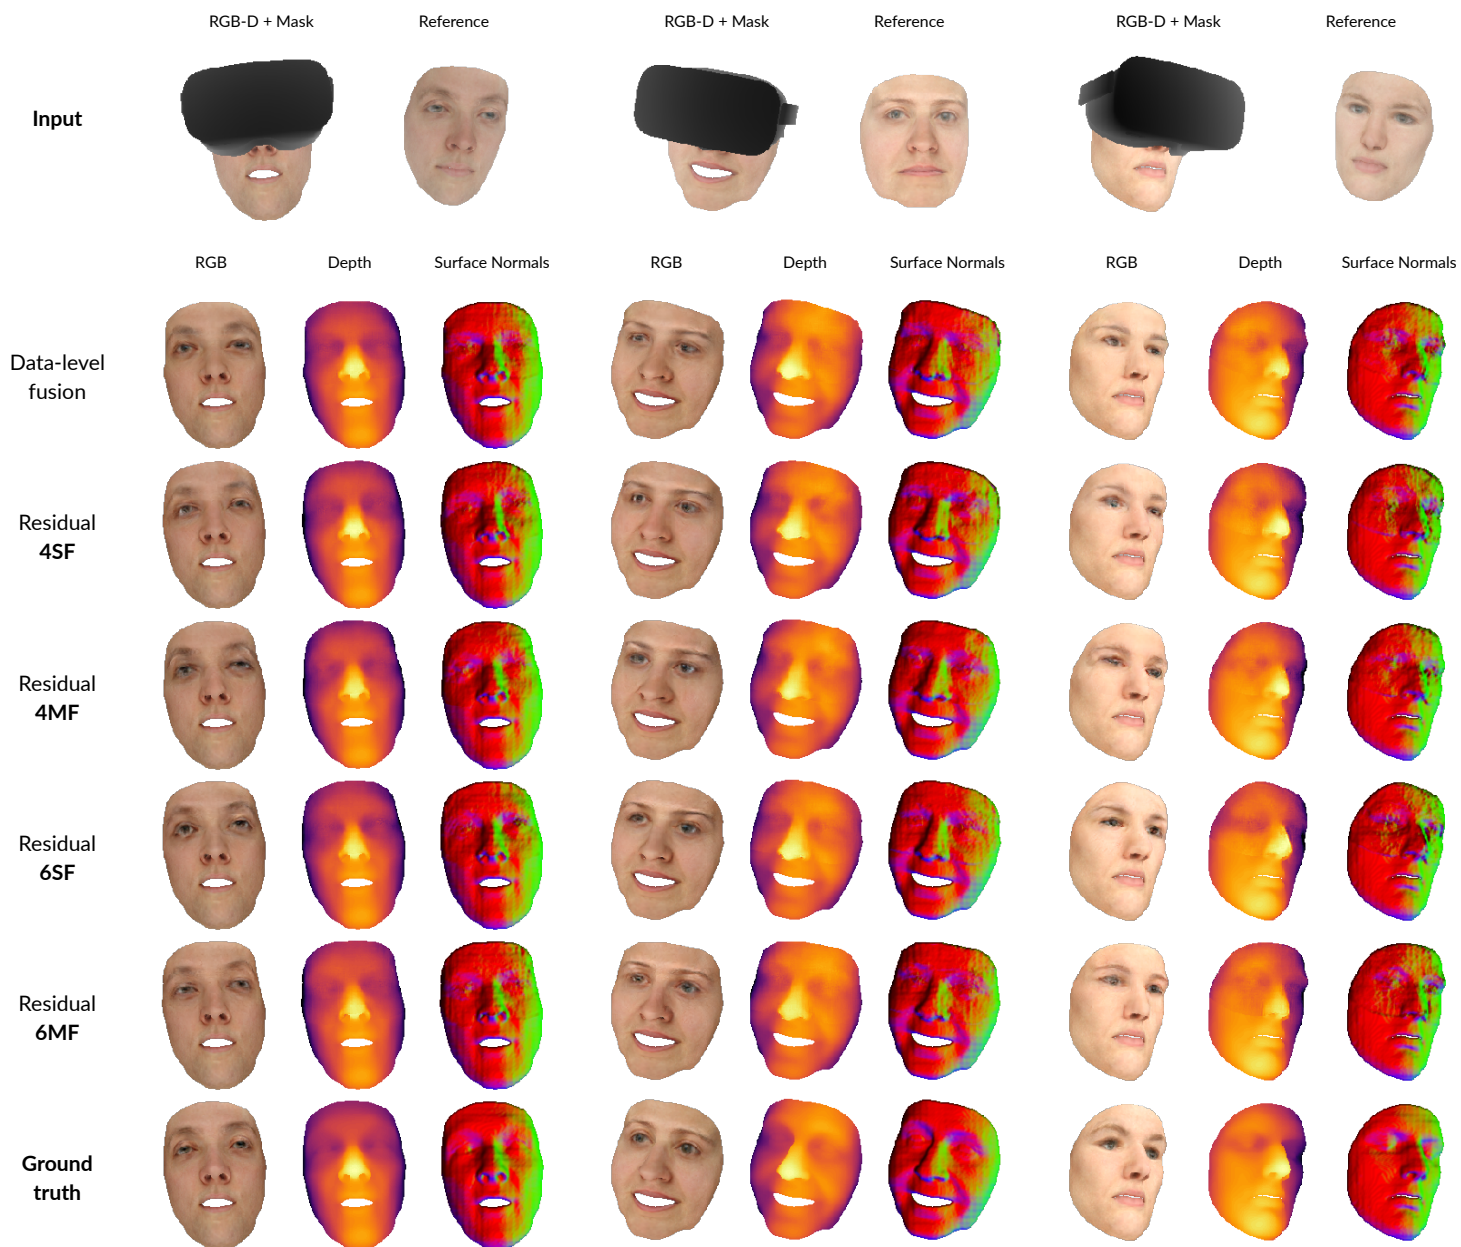 RGB-D + Mask
Reference
RGB-D + Mask
Reference
RGB-D + Mask
Reference
Input
RGB
Depth
Surface Normals
RGB
Depth
Surface Normals
RGB
Depth
Surface Normals
Data-level
fusion
Residual
4SF
Residual
4MF
Residual
6SF
Residual
6MF
Ground
truth